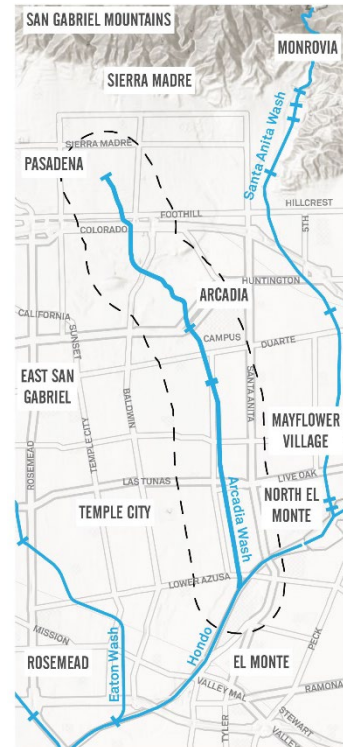 SAN GABRIEL MOUNTAINS
MONROVIA
SIERRA MADRE
Santa Anita Wash
SIERRA MADRE
PASADENA
HILLCREST
5TH
FOOTHILL
COLORADO
HUNTINGTON
ARCADIA
CALIFORNIA
CAMPUS
DUARTE
SUNSET
EAST SAN
GABRIEL
BALDWIN
SANTA ANITA
MAYFLOWER
VILLAGE
ROSEMEAD
TEMPLE CITY
LIVE OAK
LAS TUNAS
NORTH EL
MONTE
TEMPLE CITY
Arcadia Wash
LOWER AZUSA
MISSION
PECK
ROSEMEAD
Eaton Wash
Hondo
EL MONTE
VALLEY MAL
RAMONA
TYLER
STEWART
VALLEY